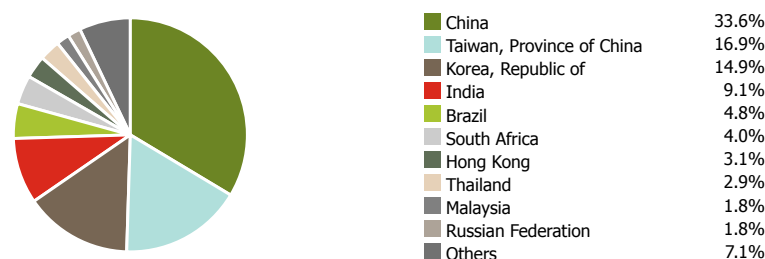 China 33.6%
Taiwan, Province of China 16.9%
Korea, Republic of 14.9%
India 9.1%
Brazil 4.8%
South Africa 4.0%
Hong Kong 3.1%
Thailand 2.9%
Malaysia 1.8%
Russian Federation 1.8%
Others 7.1%